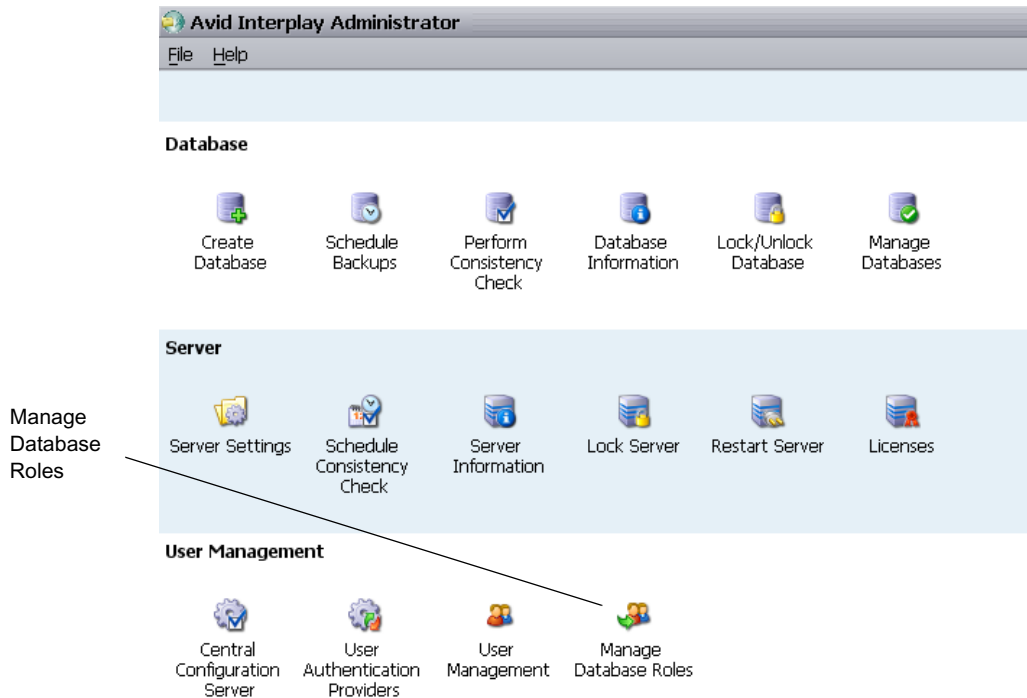 Avid Interplay Administrator
File Help
Database
Create
Database
Schedule
Backups
Perform
Consistency
Check
Database
Information
Lock/Unlock
Database
Manage
Databases
Server
Manage
Database
Roles
Server Settings
Schedule
Consistency
Check
Server
Information
Lock Server
Restart Server
Licenses
User Management
Central
Configuration
Server
User
Authentication
Providers
User
Management
Manage
Database Roles